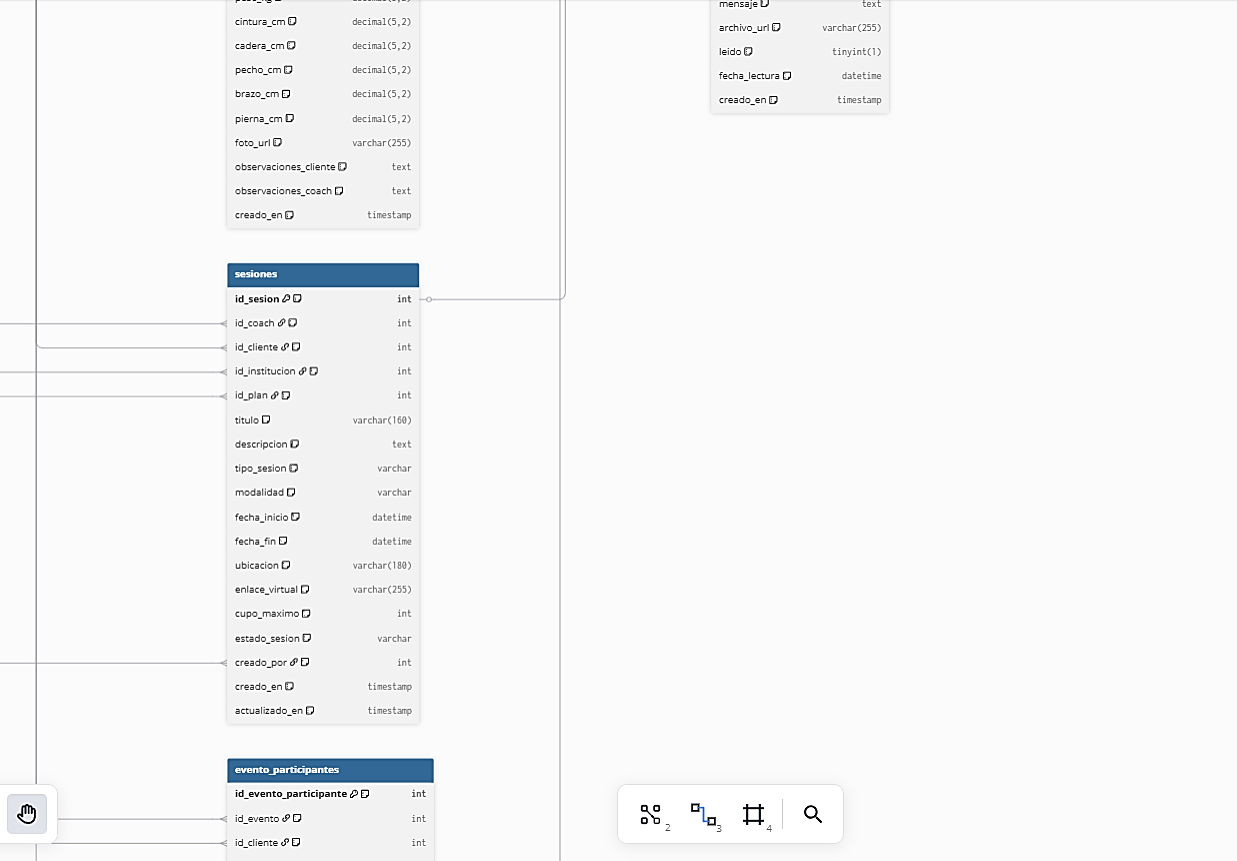 cintura_cm decimal(5,2)
cadera_cm decimal(5,2)
pecho_cm decimal(5,2)
brazo_cm decimal(5,2)
pierna_cm decimal(5,2)
foto_url varchar(255)
observaciones_cliente text
observaciones_coach text
creado_en timestamp
mensaje text
archivo_url varchar(255)
leido tinyint(1)
fecha_lectura datetime
creado_en timestamp
sesiones
id_sesion int
id_coach int
id_cliente int
id_institucion int
id_plan int
titulo varchar(160)
descripcion text
tipo_sesion varchar
modalidad varchar
fecha_inicio datetime
fecha_fin datetime
ubicacion varchar(180)
enlace_virtual varchar(255)
cupo_maximo int
estado_sesion varchar
creado_por int
creado_en timestamp
actualizado_en timestamp
evento_participantes
id_evento_participante int
id_evento int
id_cliente int
2 3 4